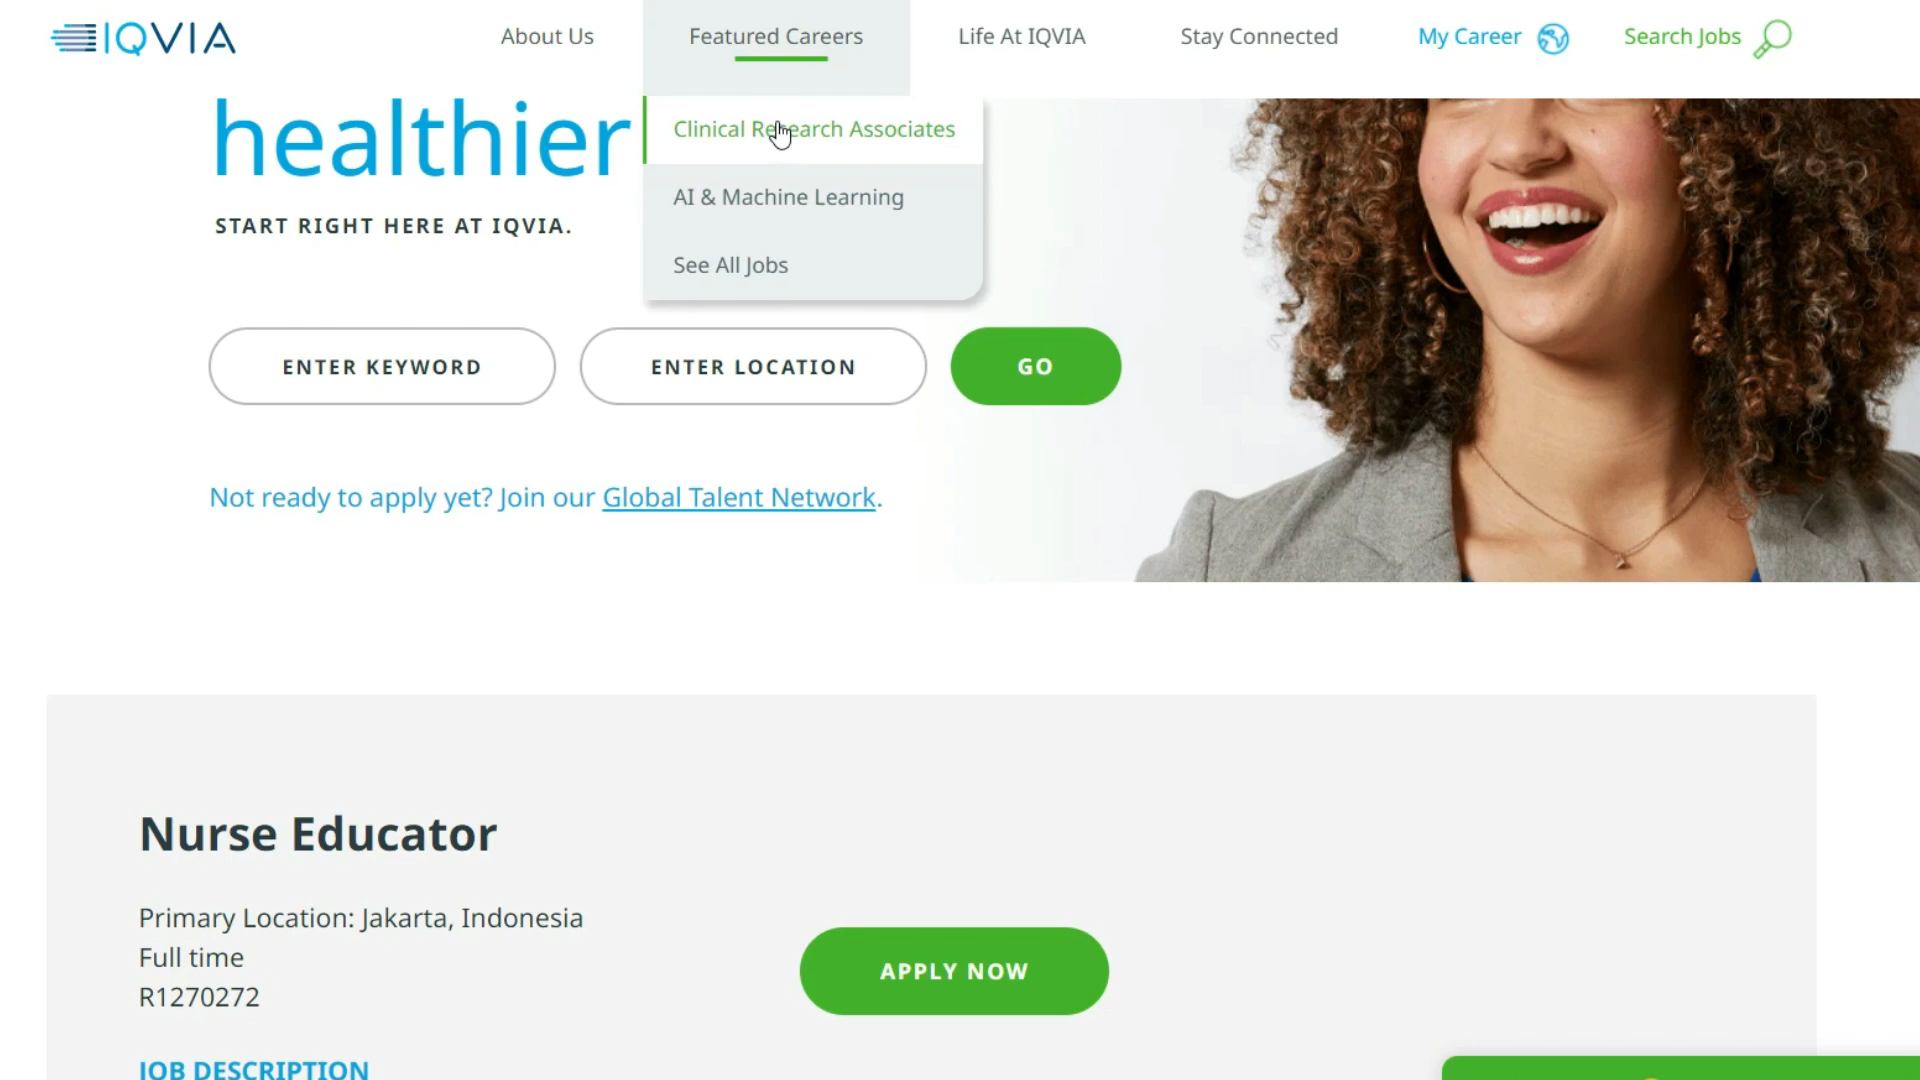 IQVIA
About Us
Featured Careers
Life At IQVIA
Stay Connected
My Career
Search Jobs
healthier
Clinical Research Associates
AI & Machine Learning
See All Jobs
START RIGHT HERE AT IQVIA.
ENTER KEYWORD
ENTER LOCATION
GO
Not ready to apply yet? Join our Global Talent Network.
Nurse Educator
Primary Location: Jakarta, Indonesia
Full time
R1270272
APPLY NOW
JOB DESCRIPTION